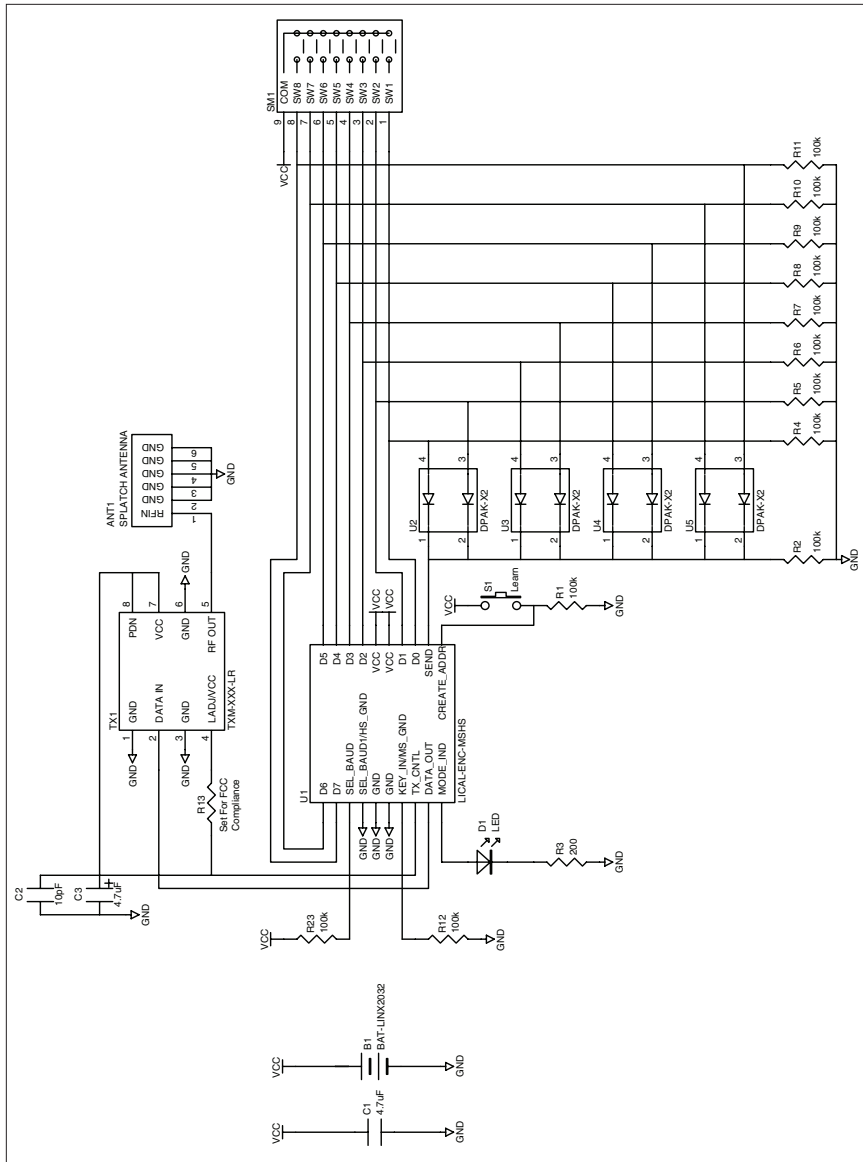 SM1
COM
SW8
SW7
SW6
SW5
SW4
SW3
SW2
SW1
9
8
7
6
5
4
3
2
1
VCC
R11
100k
R10
100k
R9
100k
R8
100k
R7
100k
R6
100k
R5
100k
R4
100k
R2
100k
GND
ANT1
SPLATCH ANTENNA
GND
GND
GND
GND
GND
RFIN
6
5
4
3
2
1
GND
TX1
GND
DATA IN
GND
LADJ/VCC
PDN
VCC
GND
RF OUT
TXM-XXX-LR
1
2
3
4
8
7
6
5
GND
GND
GND
R13
Set For FCC
Compliance
C2
10pF
C3
4.7uF
+
GND
U1
D6
D7
SEL_BAUD
SEL_BAUD1/HS_GND
GND
GND
KEY_IN/MS_GND
TX_CNTL
DATA_OUT
MODE_IND
D5
D4
D3
D2
VCC
VCC
D1
D0
SEND
CREATE_ADDR
LICAL-ENC-MSHS
VCC
VCC
GND
GND
GND
U2
1
2
4
3
DPAK-X2
U3
1
2
4
3
DPAK-X2
U4
1
2
4
3
DPAK-X2
U5
1
2
4
3
DPAK-X2
VCC
S1
Learn
R1
100k
GND
D1
LED
R3
200
GND
VCC
R23
100k
R12
100k
GND
VCC
B1
BAT-LINX2032
GND
VCC
C1
4.7uF
GND